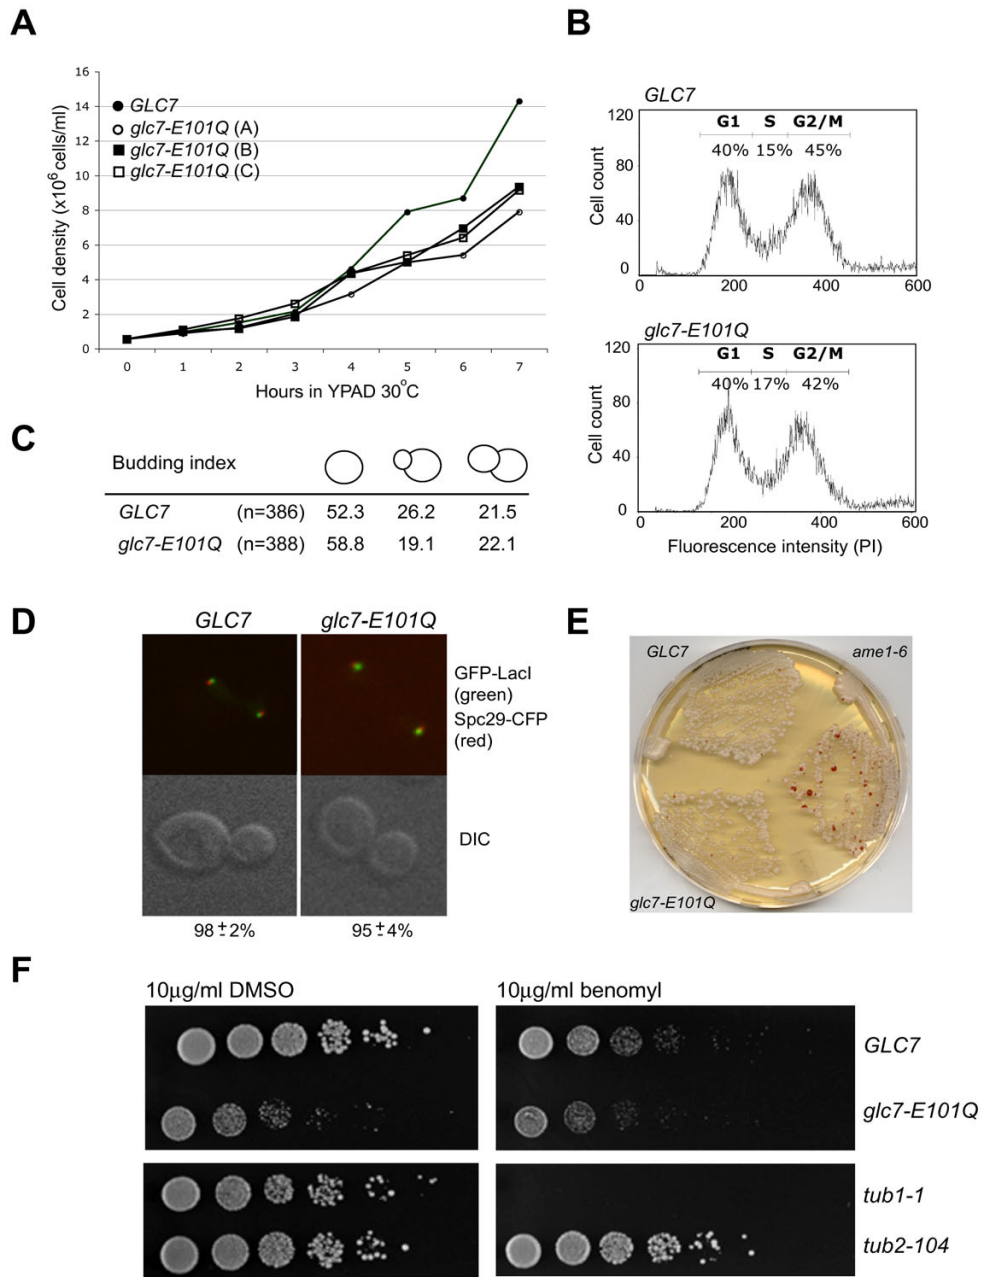 A
16
14
12
10
8
6
4
2
0
Cell density (x10⁶ cells/ml)
GLC7
glc7-E101Q (A)
glc7-E101Q (B)
glc7-E101Q (C)
0 1 2 3 4 5 6 7
Hours in YPAD 30°C
B
GLC7
120
80
40
0
Cell count
G1 S G2/M
40% 15% 45%
0 200 400 600
glc7-E101Q
120
80
40
0
Cell count
G1 S G2/M
40% 17% 42%
0 200 400 600
Fluorescence intensity (PI)
C
Budding index
GLC7 (n=386) 52.3 26.2 21.5
glc7-E101Q (n=388) 58.8 19.1 22.1
D
GLC7 glc7-E101Q
GFP-LacI
(green)
Spc29-CFP
(red)
DIC
98±2% 95±4%
E
GLC7 ame1-6
glc7-E101Q
F
10µg/ml DMSO 10µg/ml benomyl
GLC7
glc7-E101Q
tub1-1
tub2-104